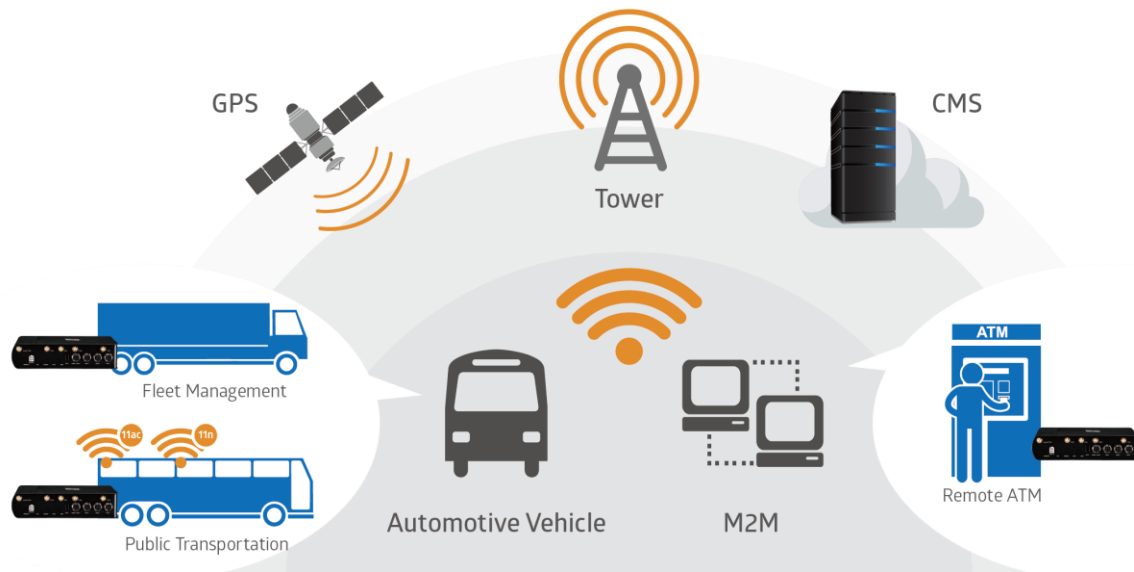 GPS
Tower
CMS
Fleet Management
11ac
11n
Public Transportation
Automotive Vehicle
M2M
ATM
Remote ATM